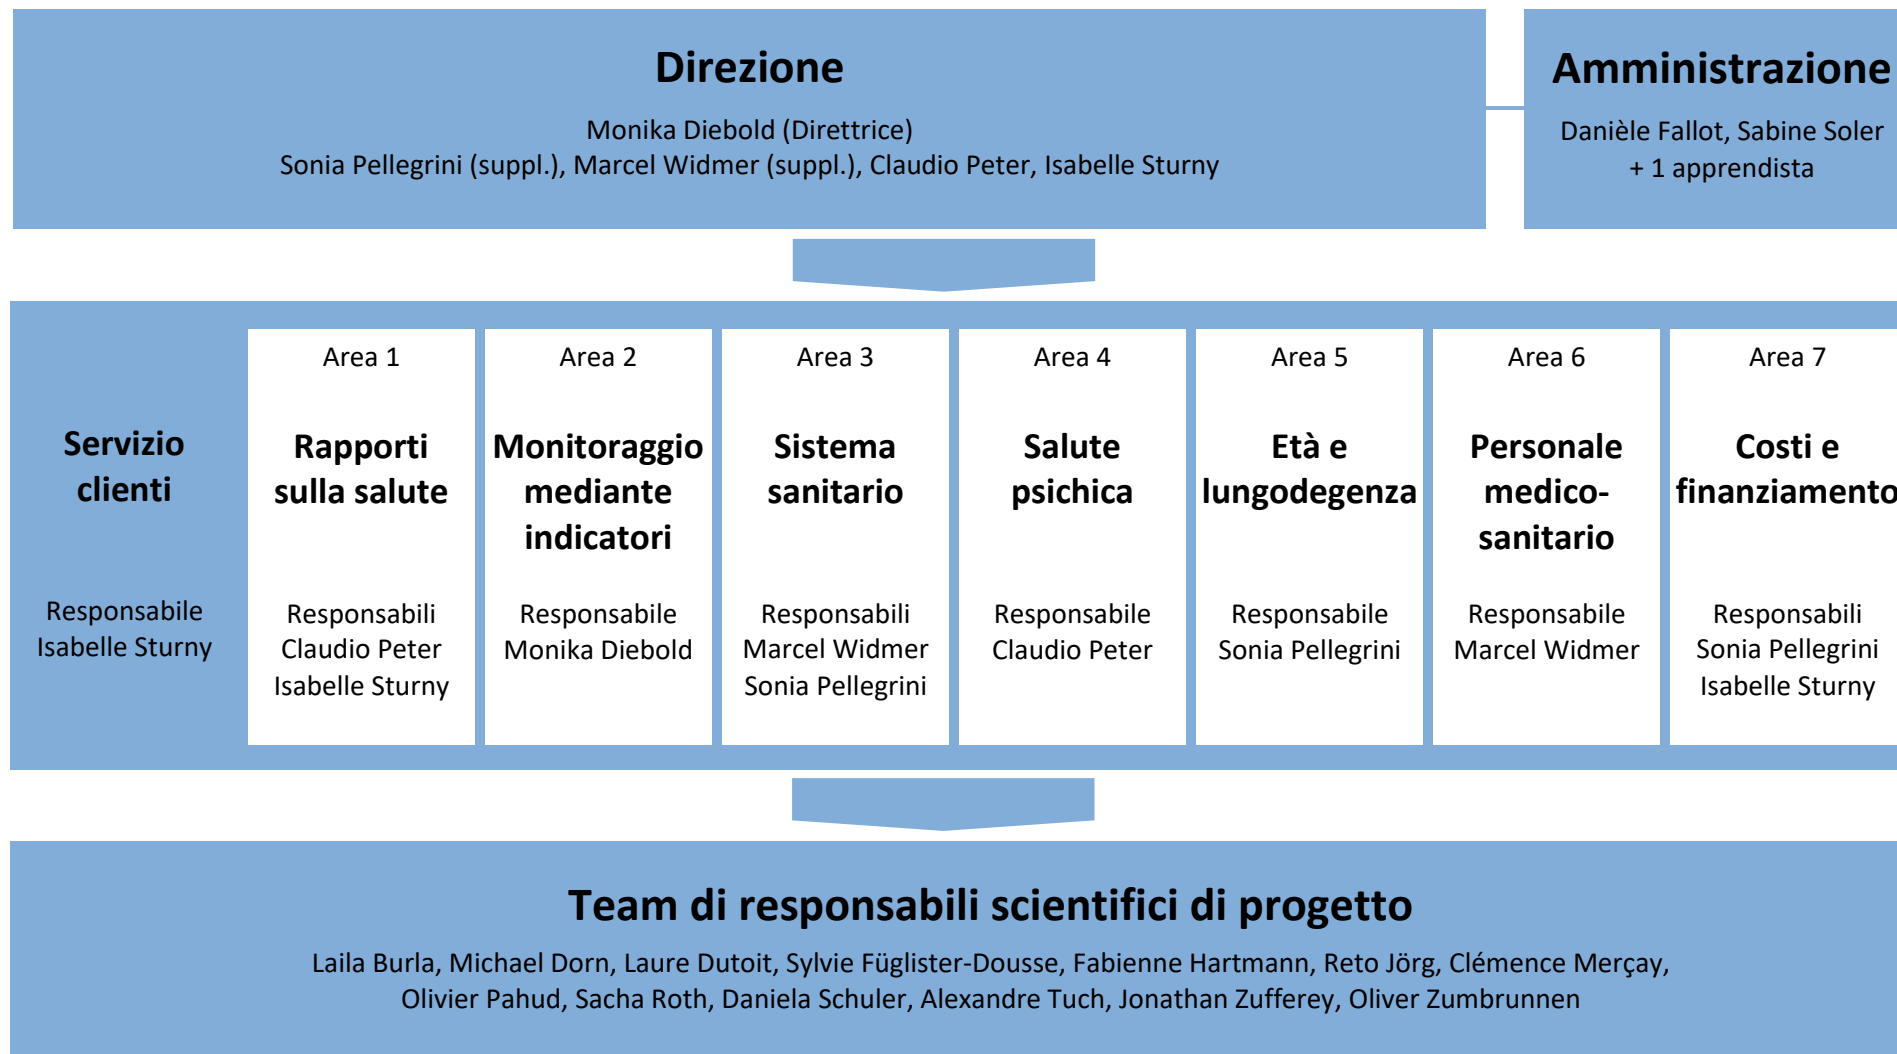 Direzione
Monika Diebold (Direttrice)
Sonia Pellegrini (suppl.), Marcel Widmer (suppl.), Claudio Peter, Isabelle Sturny
Amministrazione
Danièle Fallot, Sabine Soler
+ 1 apprendista
Servizio
clienti
Responsabile
Isabelle Sturny
Area 1
Rapporti
sulla salute
Responsabili
Claudio Peter
Isabelle Sturny
Area 2
Monitoraggio
mediante
indicatori
Responsabile
Monika Diebold
Area 3
Sistema
sanitario
Responsabili
Marcel Widmer
Sonia Pellegrini
Area 4
Salute
psichica
Responsabile
Claudio Peter
Area 5
Età e
lungodegenza
Responsabile
Sonia Pellegrini
Area 6
Personale
medico-
sanitario
Responsabile
Marcel Widmer
Area 7
Costi e
finanziamento
Responsabili
Sonia Pellegrini
Isabelle Sturny
Team di responsabili scientifici di progetto
Laila Burla, Michael Dorn, Laure Dutoit, Sylvie Füglister-Dousse, Fabienne Hartmann, Reto Jörg, Clémence Merçay,
Olivier Pahud, Sacha Roth, Daniela Schuler, Alexandre Tuch, Jonathan Zufferey, Oliver Zumbrunnen